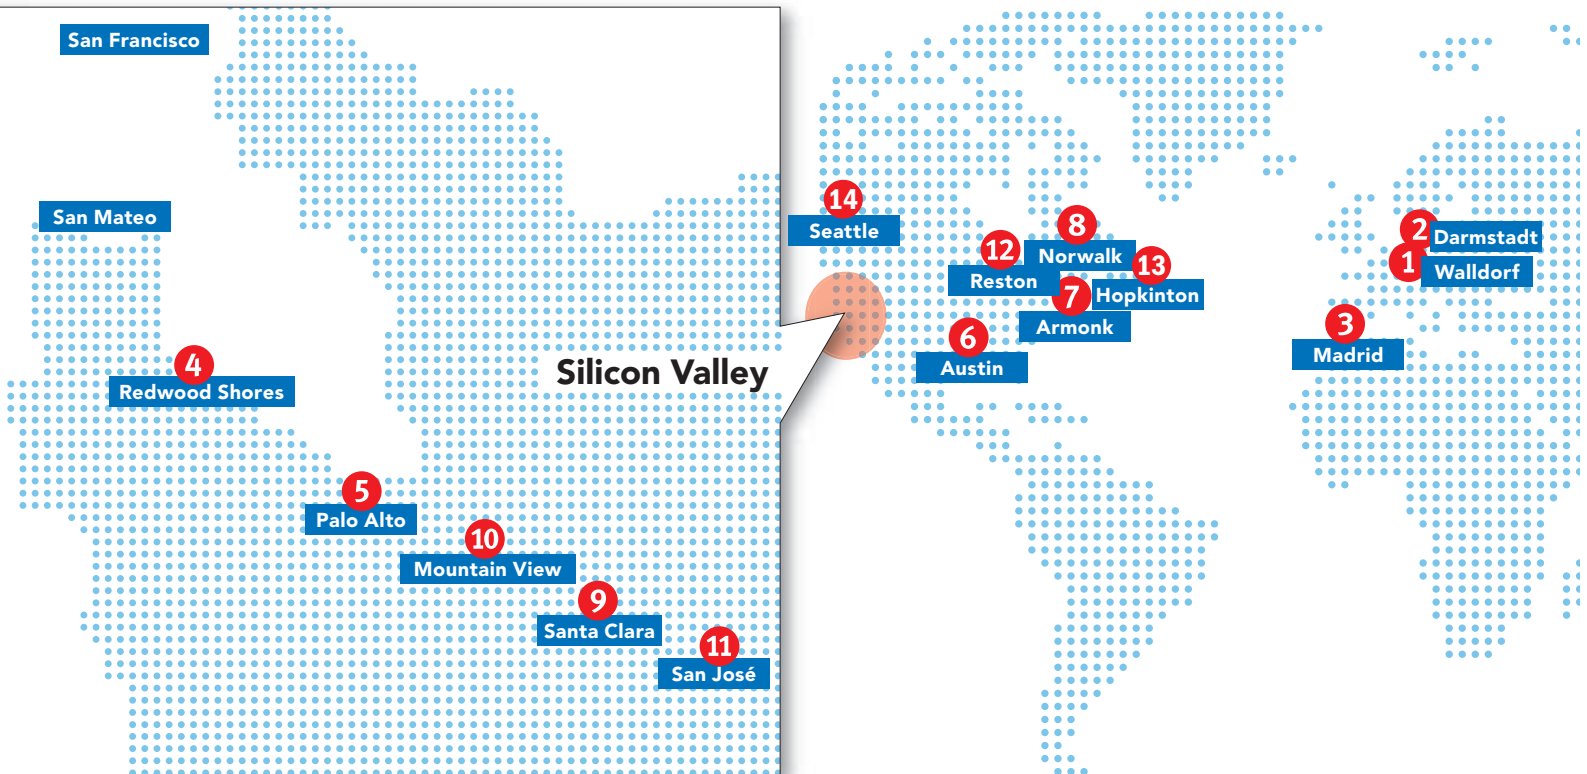 San Francisco
San Mateo
4
Redwood Shores
Silicon Valley
5
Palo Alto
10
Mountain View
9
Santa Clara
11
San José
14
Seattle
8
Norwalk
12
Reston
13
Hopkinton
7
Armonk
6
Austin
2
Darmstadt
1
Walldorf
3
Madrid